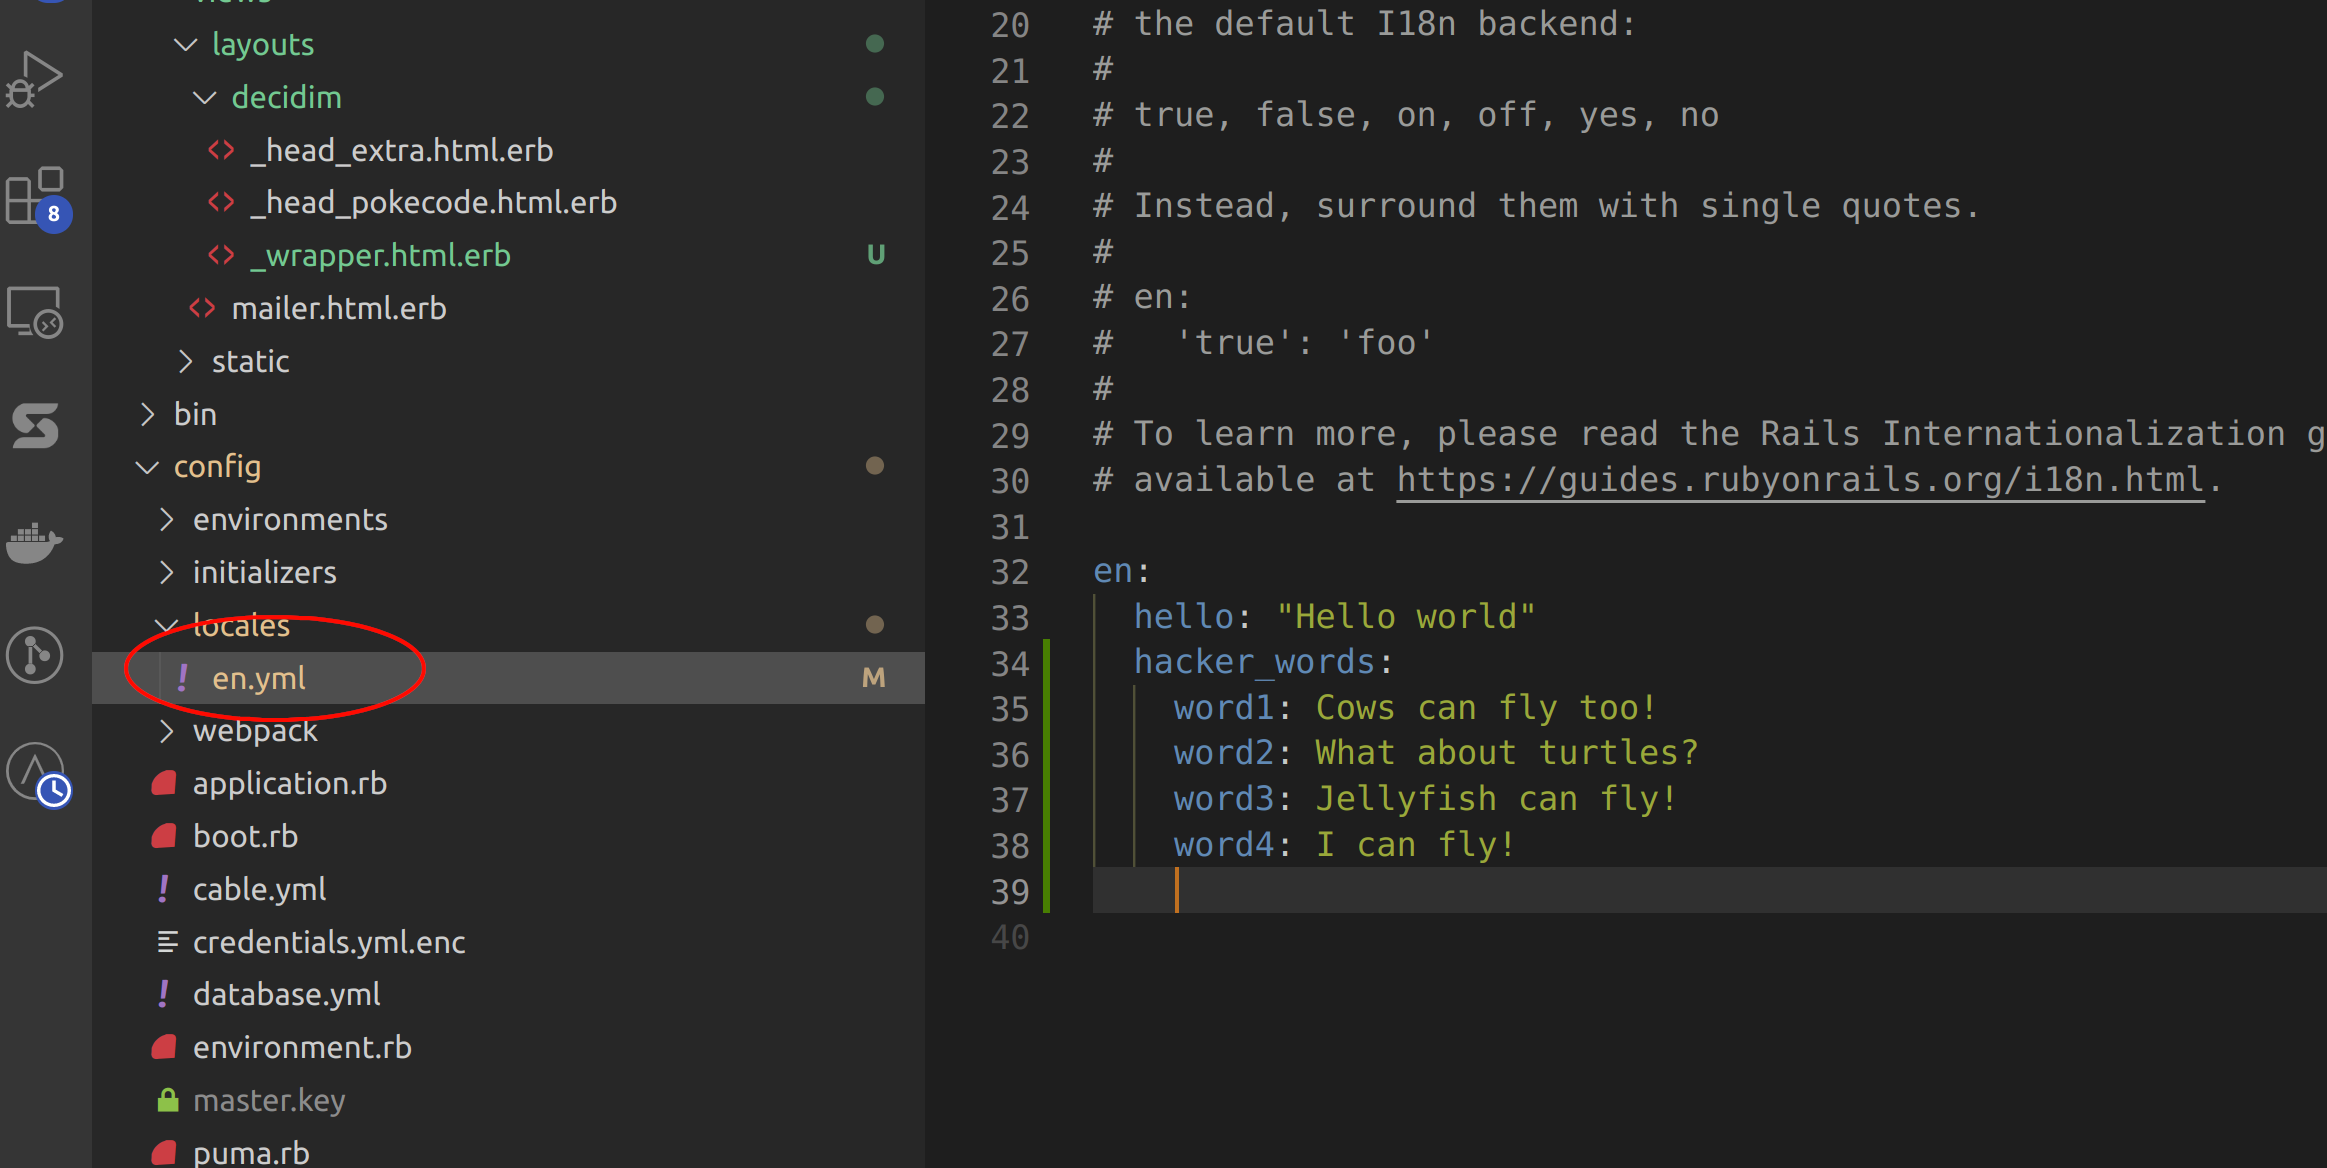 layouts
decidim
_head_extra.html.erb
_head_pokecode.html.erb
_wrapper.html.erb U
mailer.html.erb
static
bin
config
environments
initializers
locales
! en.yml M
webpack
application.rb
boot.rb
! cable.yml
credentials.yml.enc
! database.yml
environment.rb
master.key
puma.rb
8
20 # the default I18n backend:
21 #
22 # true, false, on, off, yes, no
23 #
24 # Instead, surround them with single quotes.
25 #
26 # en:
27 #   'true': 'foo'
28 #
29 # To learn more, please read the Rails Internationalization g
30 # available at https://guides.rubyonrails.org/i18n.html.
31
32 en:
33   hello: "Hello world"
34   hacker_words:
35     word1: Cows can fly too!
36     word2: What about turtles?
37     word3: Jellyfish can fly!
38     word4: I can fly!
39
40